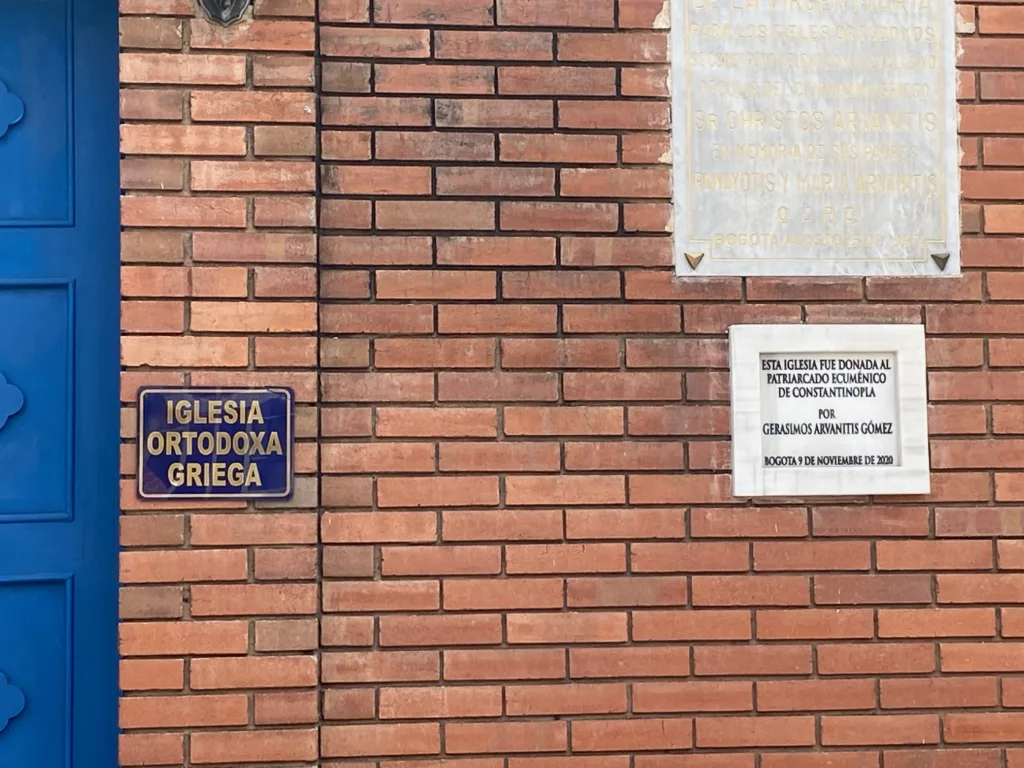 IGLESIA
ORTODOXA
GRIEGA
DE LA VIRGEN MARIA
PARA LOS FIELES ORTODOXOS
SR CHRISTOS ARVANITIS
EN MEMORIA DE SUS PADRES
PANAYOTIS Y MARIA ARVANITIS
Q. E. P. D.
BOGOTA AGOSTO
ESTA IGLESIA FUE DONADA AL
PATRIARCADO ECUMÉNICO
DE CONSTANTINOPLA
POR
GERASIMOS ARVANITIS GÓMEZ
BOGOTA 9 DE NOVIEMBRE DE 2020